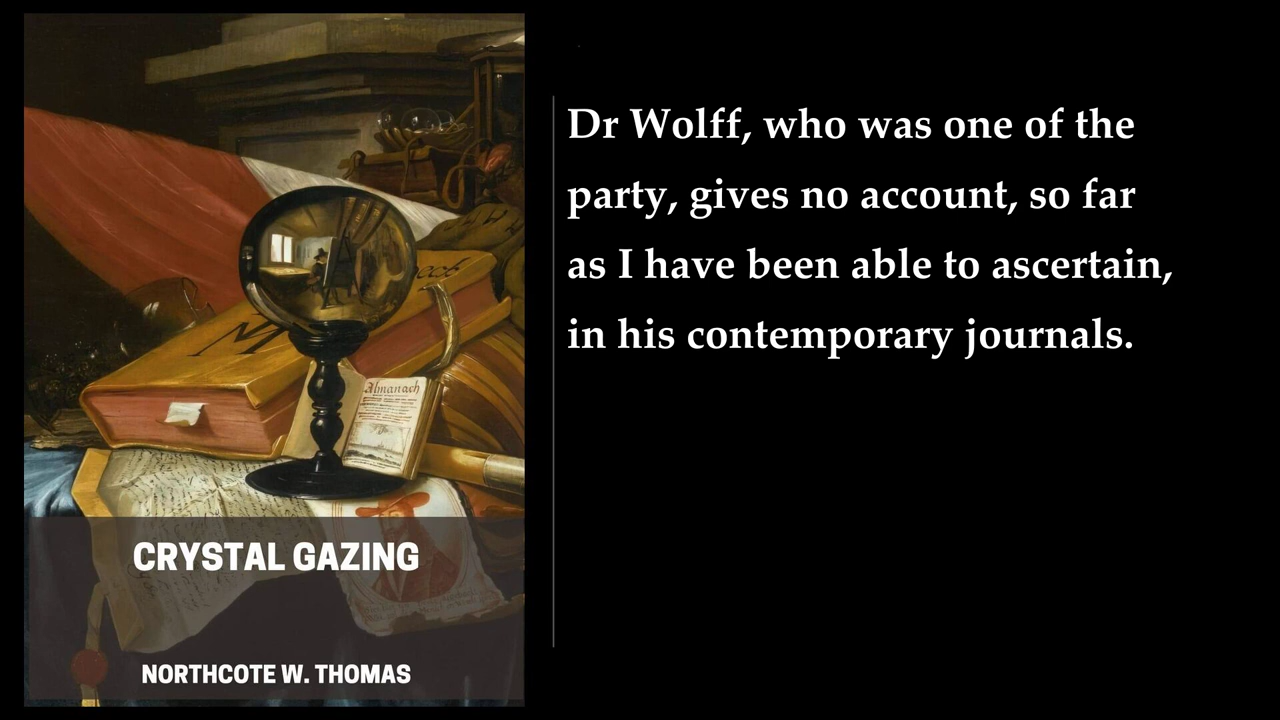 Dr Wolff, who was one of the
party, gives no account, so far
as I have been able to ascertain,
in his contemporary journals.
M
Almanach
CRYSTAL GAZING
NORTHCOTE W. THOMAS